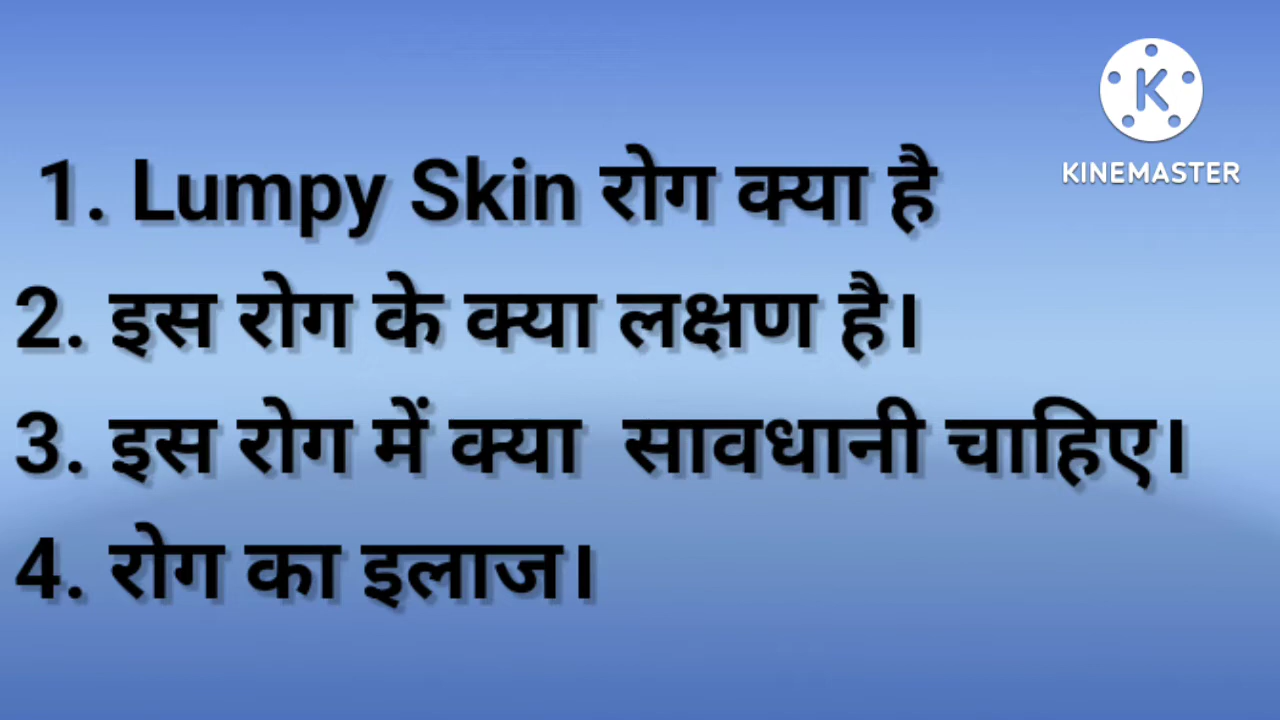 KINEMASTER
1. Lumpy Skin रोग क्या है
2. इस रोग के क्या लक्षण है।
3. इस रोग में क्या सावधानी चाहिए।
4. रोग का इलाज।